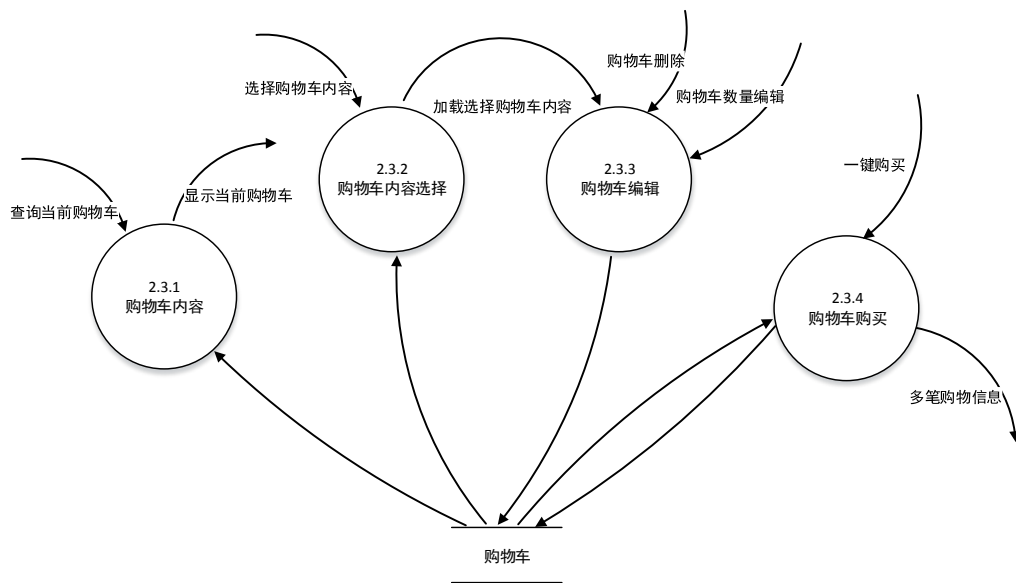 选择购物车内容
加载选择购物车内容
购物车删除
购物车数量编辑
一键购买
查询当前购物车
显示当前购物车
2.3.1
购物车内容
2.3.2
购物车内容选择
2.3.3
购物车编辑
2.3.4
购物车购买
多笔购物信息
购物车